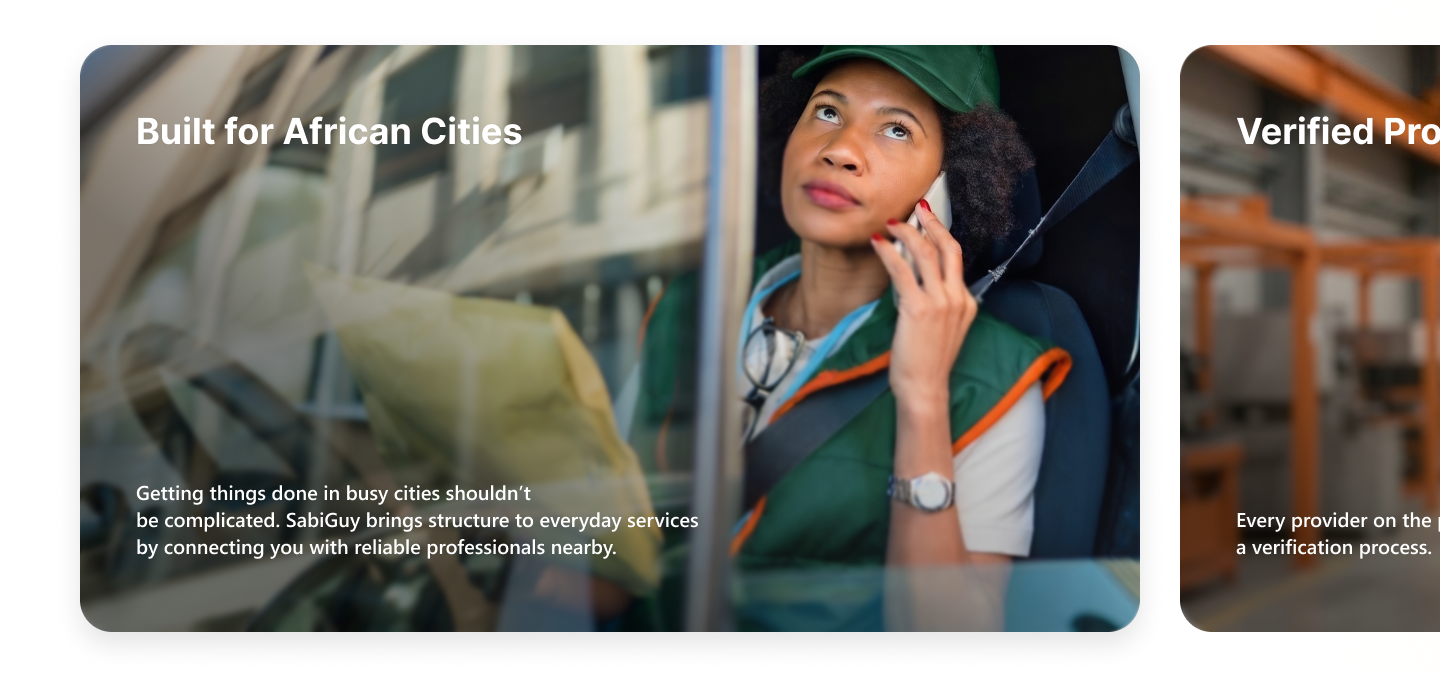 Built for African Cities
Getting things done in busy cities shouldn’t
be complicated. SabiGuy brings structure to everyday services
by connecting you with reliable professionals nearby.
Verified
Every provider on the
a verification process.